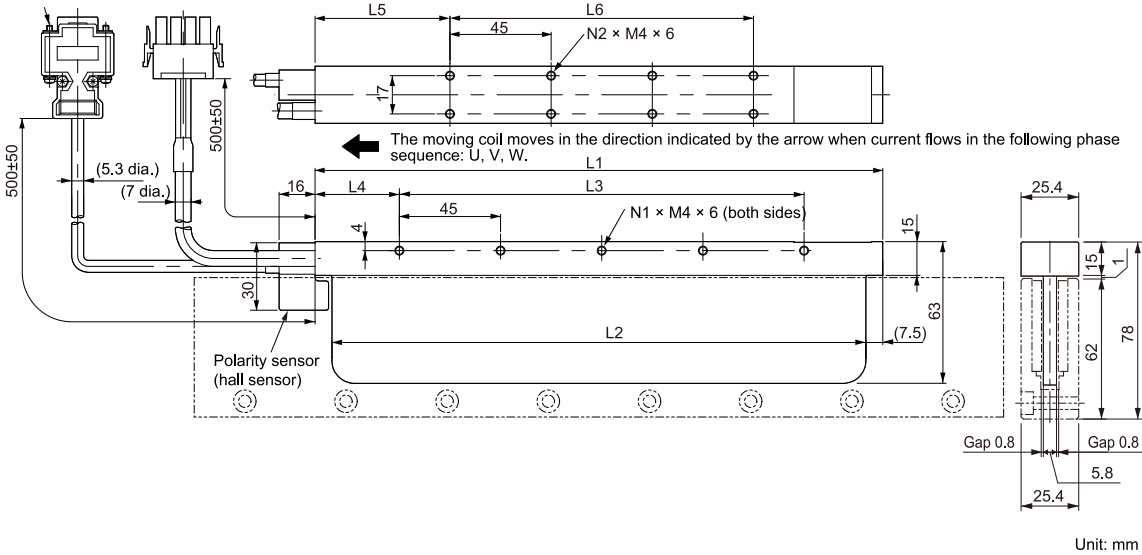 L5
L6
45
N2 × M4 × 6
17
500±50
500±50
The moving coil moves in the direction indicated by the arrow when current flows in the following phase
sequence: U, V, W.
L1
(5.3 dia.)
(7 dia.)
16
L4
L3
25.4
45
N1 × M4 × 6 (both sides)
4
15
15
1
30
63
62
78
L2
(7.5)
Polarity sensor
(hall sensor)
Gap 0.8
Gap 0.8
5.8
25.4
Unit: mm